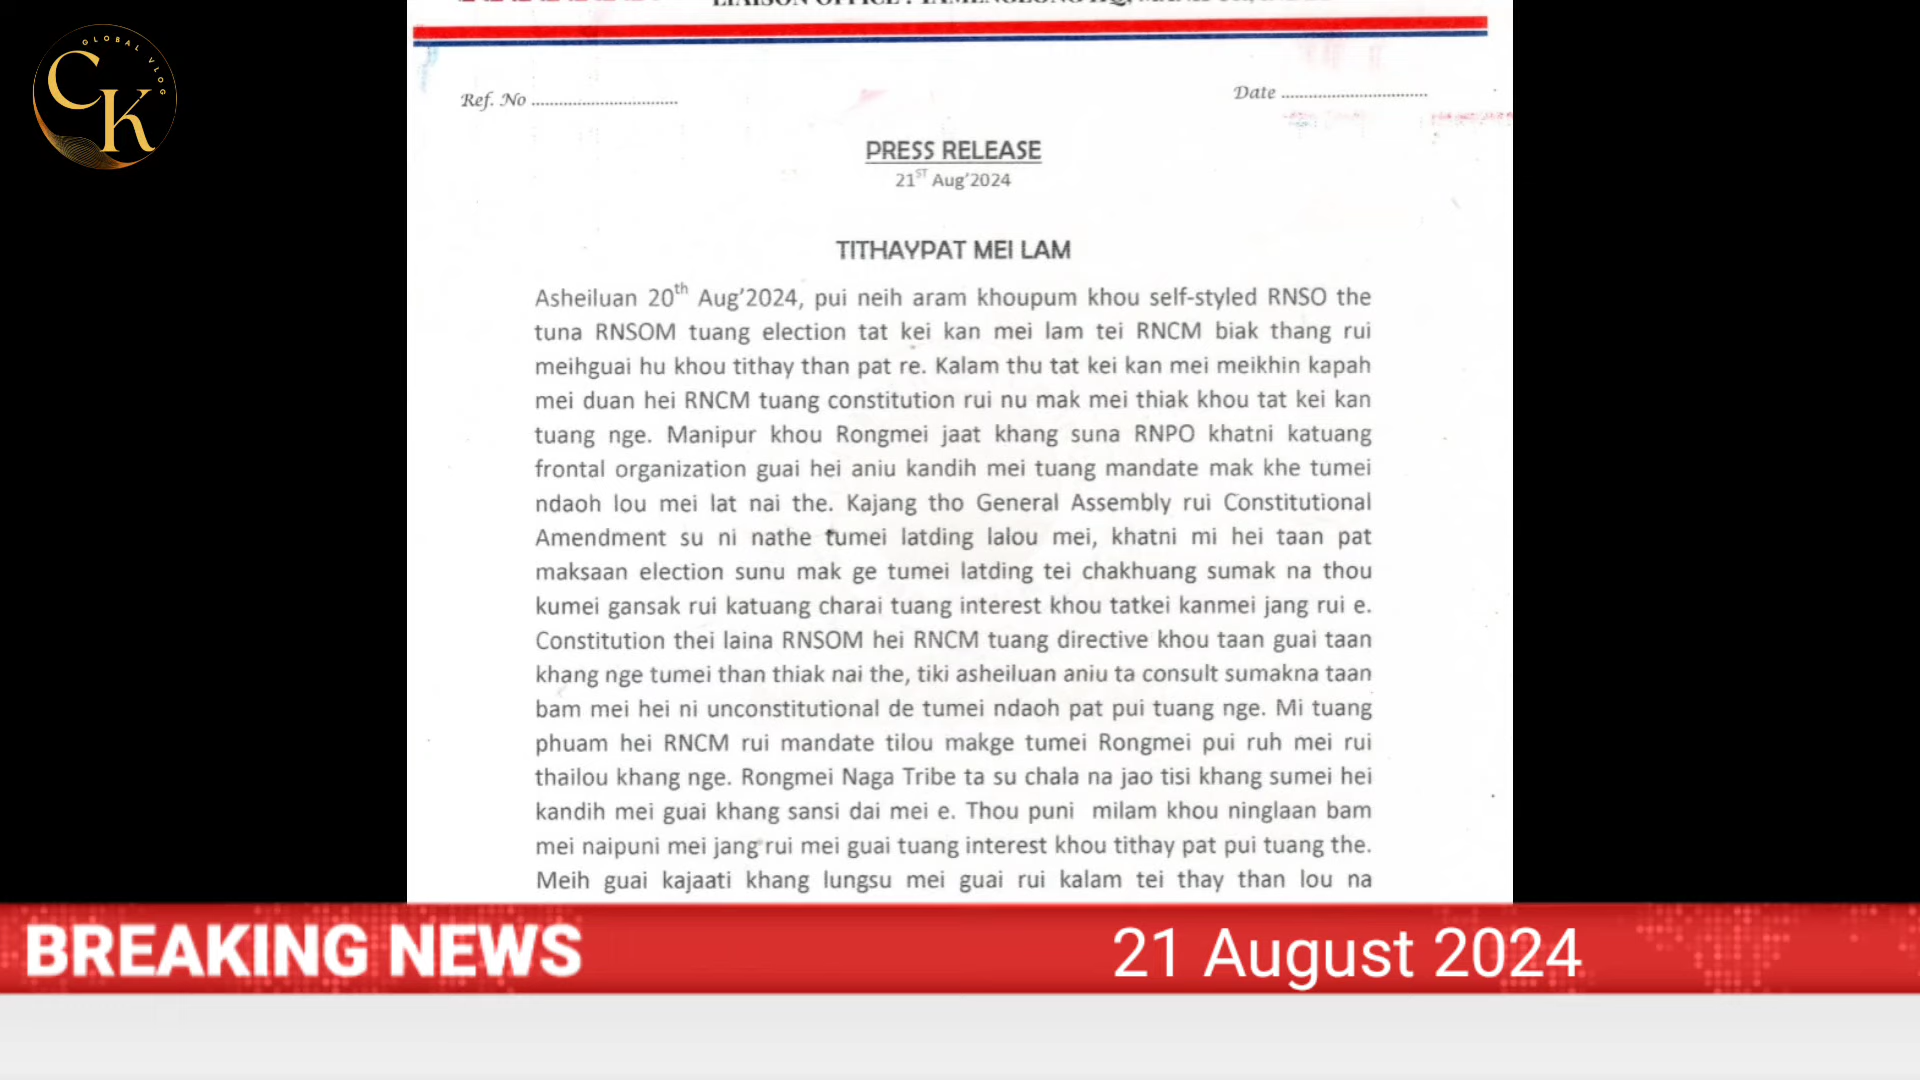 GLOBAL VLOG
CK
Ref. No ................................
Date ................................
PRESS RELEASE
21ST Aug'2024
TITHAYPAT MEI LAM
Asheiluan 20th Aug'2024, pui neih aram khoupum khou self-styled RNSO the
tuna RNSOM tuang election tat kei kan mei lam tei RNCM biak thang rui
meihguai hu khou tithay than pat re. Kalam thu tat kei kan mei meikhin kapah
mei duan hei RNCM tuang constitution rui nu mak mei thiak khou tat kei kan
tuang nge. Manipur khou Rongmei jaat khang suna RNPO khatni katuang
frontal organization guai hei aniu kandih mei tuang mandate mak khe tumei
ndaoh lou mei lat nai the. Kajang tho General Assembly rui Constitutional
Amendment su ni nathe tumei latding lalou mei, khatni mi hei taan pat
maksaan election sunu mak ge tumei latding tei chakhuang sumak na thou
kumei gansak rui katuang charai tuang interest khou tatkei kanmei jang rui e.
Constitution thei laina RNSOM hei RNCM tuang directive khou taan guai taan
khang nge tumei than thiak nai the, tiki asheiluan aniu ta consult sumakna taan
bam mei hei ni unconstitutional de tumei ndaoh pat pui tuang nge. Mi tuang
phuam hei RNCM rui mandate tilou makge tumei Rongmei pui ruh mei rui
thailou khang nge. Rongmei Naga Tribe ta su chala na jao tisi khang sumei hei
kandih mei guai khang sansi dai mei e. Thou puni milam khou ninglaan bam
mei naipuni mei jang rui mei guai tuang interest khou tithay pat pui tuang the.
Meih guai kajaati khang lungsu mei guai rui kalam tei thay than lou na
BREAKING NEWS
21 August 2024